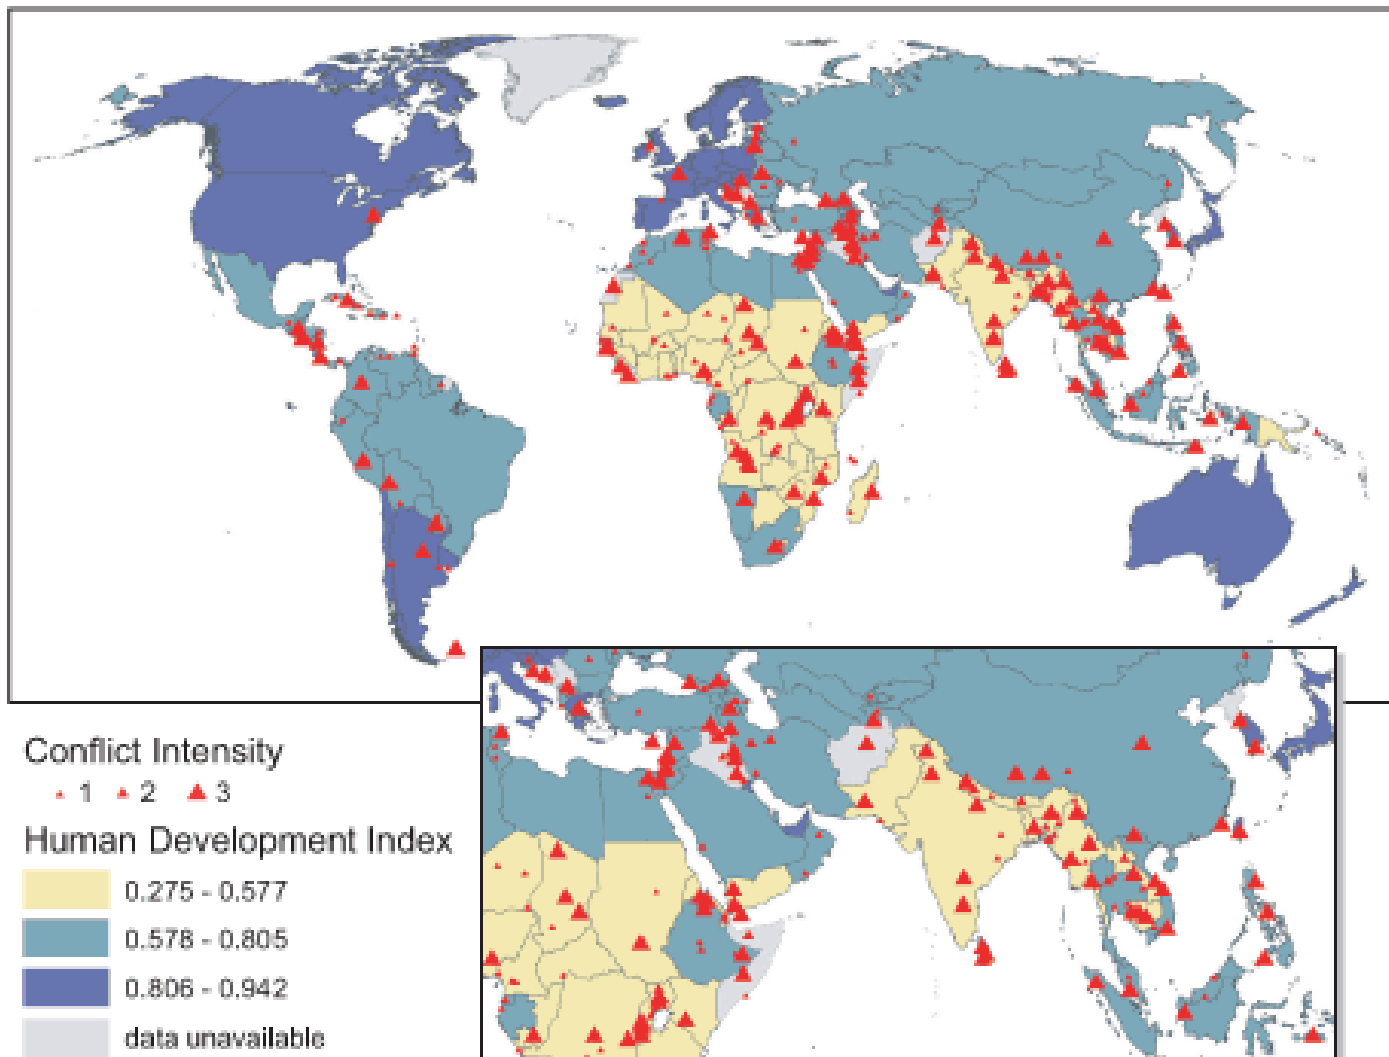 Conflict Intensity
1 2 3
Human Development Index
0.275 - 0.577
0.578 - 0.805
0.806 - 0.942
data unavailable